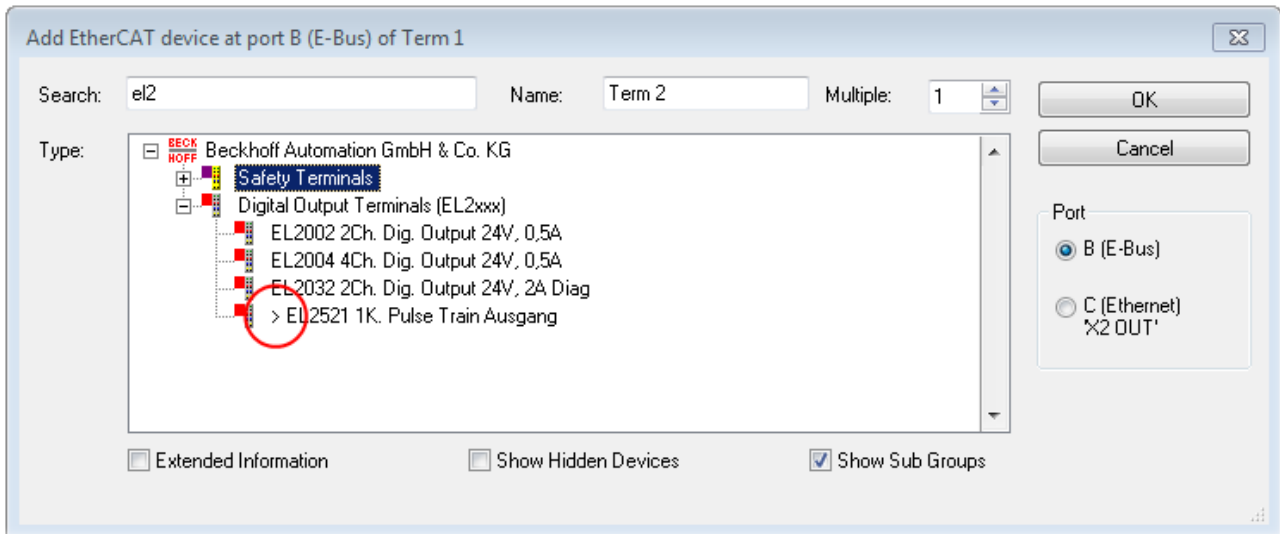 Add EtherCAT device at port B (E-Bus) of Term 1
Search: el2 Name: Term 2 Multiple: 1 OK
Type: BECK HOFF Beckhoff Automation GmbH & Co. KG Cancel
Safety Terminals
Digital Output Terminals (EL2xxx)
Port
EL2002 2Ch. Dig. Output 24V, 0,5A
B (E-Bus)
EL2004 4Ch. Dig. Output 24V, 0,5A
EL2032 2Ch. Dig. Output 24V, 2A Diag
> EL2521 1K. Pulse Train Ausgang
C (Ethernet)
'X2 OUT'
Extended Information Show Hidden Devices Show Sub Groups